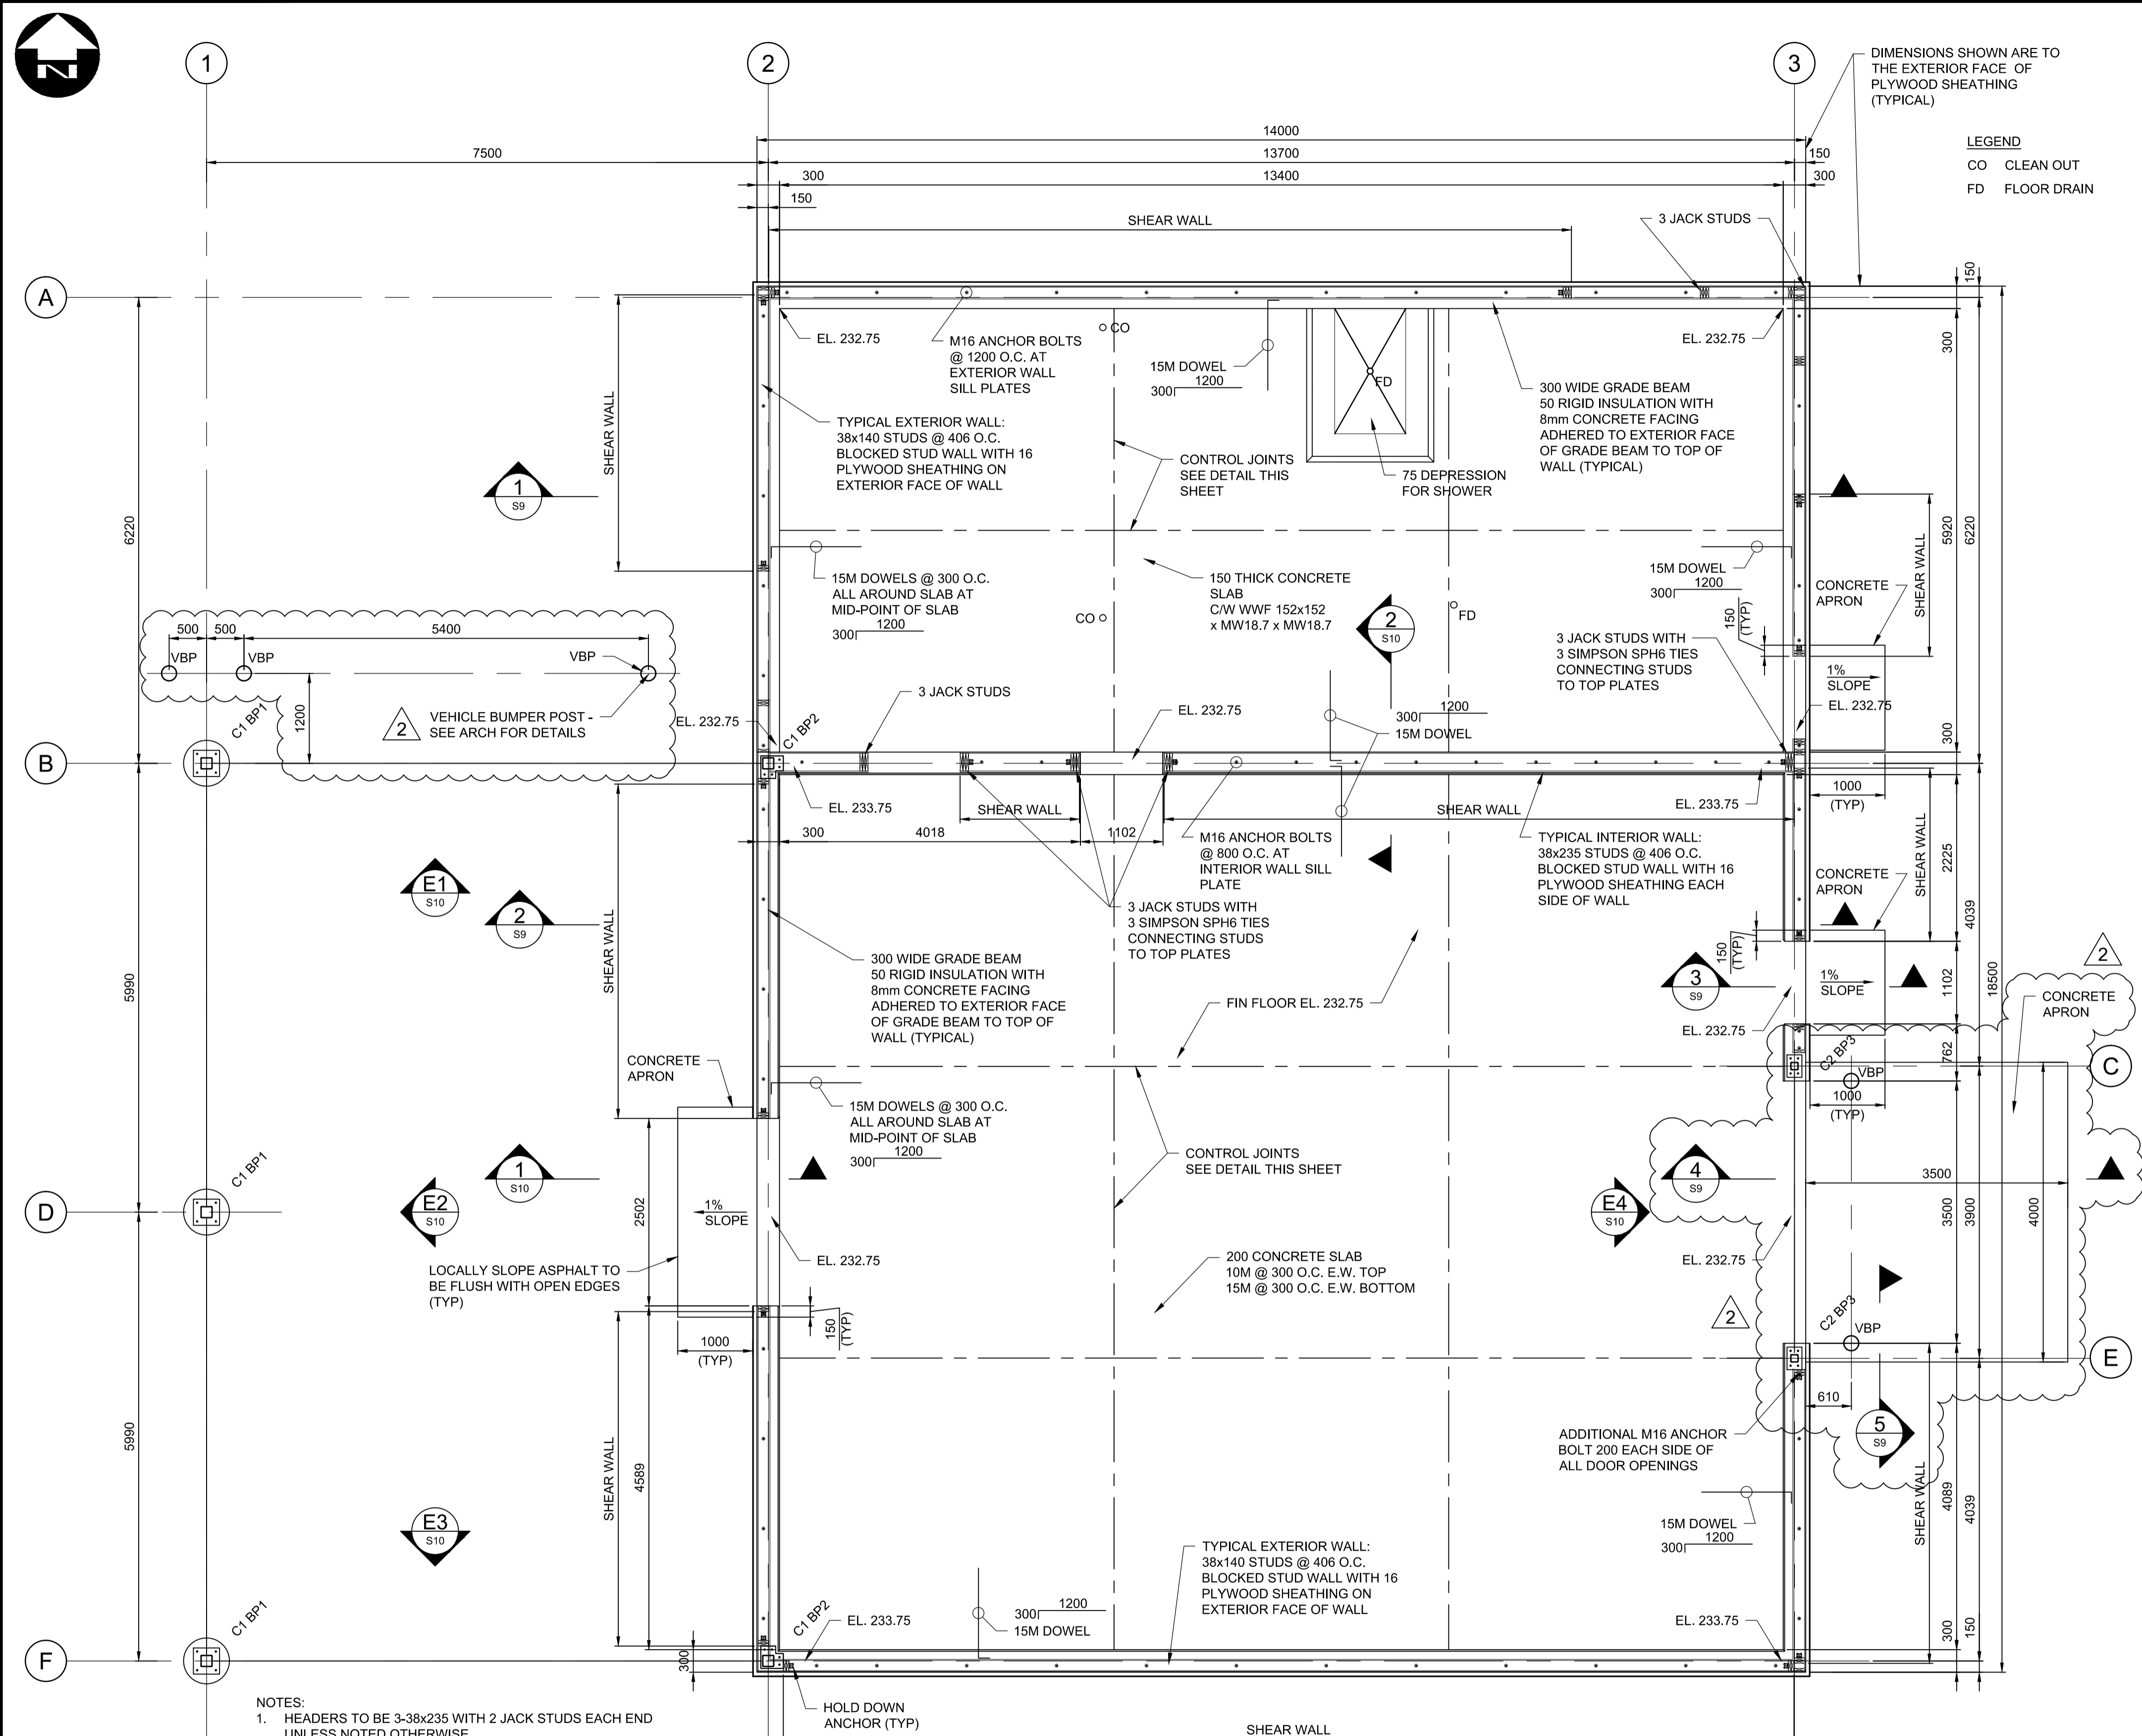 N
1
2
3
DIMENSIONS SHOWN ARE TO
THE EXTERIOR FACE OF
PLYWOOD SHEATHING
(TYPICAL)
LEGEND
CO CLEAN OUT
FD FLOOR DRAIN
14000
7500
13700
150
300
13400
300
150
SHEAR WALL
3 JACK STUDS
A
150
EL. 232.75
M16 ANCHOR BOLTS
@ 1200 O.C. AT
EXTERIOR WALL
SILL PLATES
CO
15M DOWEL
1200
300
FD
EL. 232.75
300
300 WIDE GRADE BEAM
50 RIGID INSULATION WITH
8mm CONCRETE FACING
ADHERED TO EXTERIOR FACE
OF GRADE BEAM TO TOP OF
WALL (TYPICAL)
SHEAR WALL
TYPICAL EXTERIOR WALL:
38x140 STUDS @ 406 O.C.
BLOCKED STUD WALL WITH 16
PLYWOOD SHEATHING ON
EXTERIOR FACE OF WALL
CONTROL JOINTS
SEE DETAIL THIS
SHEET
75 DEPRESSION
FOR SHOWER
1
S9
6220
5920
6220
SHEAR WALL
15M DOWELS @ 300 O.C.
ALL AROUND SLAB AT
MID-POINT OF SLAB
1200
300
150 THICK CONCRETE
SLAB
C/W WWF 152x152
x MW18.7 x MW18.7
15M DOWEL
1200
300
CONCRETE
APRON
150
(TYP)
CO
2
S10
FD
500
500
5400
VBP
VBP
VBP
3 JACK STUDS WITH
3 SIMPSON SPH6 TIES
CONNECTING STUDS
TO TOP PLATES
1%
SLOPE
EL. 232.75
C1 BP1
1200
2
VEHICLE BUMPER POST -
SEE ARCH FOR DETAILS
3 JACK STUDS
EL. 232.75
C1 BP2
EL. 232.75
1200
300
15M DOWEL
300
B
EL. 233.75
SHEAR WALL
SHEAR WALL
EL. 233.75
1000
(TYP)
300
4018
1102
M16 ANCHOR BOLTS
@ 800 O.C. AT
INTERIOR WALL SILL
PLATE
TYPICAL INTERIOR WALL:
38x235 STUDS @ 406 O.C.
BLOCKED STUD WALL WITH 16
PLYWOOD SHEATHING EACH
SIDE OF WALL
SHEAR WALL
2225
CONCRETE
APRON
E1
S10
2
S9
3 JACK STUDS WITH
3 SIMPSON SPH6 TIES
CONNECTING STUDS
TO TOP PLATES
4039
150
(TYP)
SHEAR WALL
5990
300 WIDE GRADE BEAM
50 RIGID INSULATION WITH
8mm CONCRETE FACING
ADHERED TO EXTERIOR FACE
OF GRADE BEAM TO TOP OF
WALL (TYPICAL)
FIN FLOOR EL. 232.75
3
S9
1%
SLOPE
1102
18500
2
CONCRETE
APRON
EL. 232.75
CONCRETE
APRON
C2 BP3
762
VBP
C
15M DOWELS @ 300 O.C.
ALL AROUND SLAB AT
MID-POINT OF SLAB
1200
300
1000
(TYP)
CONTROL JOINTS
SEE DETAIL THIS SHEET
C1 BP1
1
S10
4
S9
3500
D
E2
S10
2502
1%
SLOPE
E4
S10
3500
3900
4000
EL. 232.75
EL. 232.75
LOCALLY SLOPE ASPHALT TO
BE FLUSH WITH OPEN EDGES
(TYP)
200 CONCRETE SLAB
10M @ 300 O.C. E.W. TOP
15M @ 300 O.C. E.W. BOTTOM
2
C2 BP3
VBP
1000
(TYP)
150
(TYP)
E
610
5990
SHEAR WALL
4589
ADDITIONAL M16 ANCHOR
BOLT 200 EACH SIDE OF
ALL DOOR OPENINGS
5
S9
SHEAR WALL
4089
4039
E3
S10
15M DOWEL
1200
300
TYPICAL EXTERIOR WALL:
38x140 STUDS @ 406 O.C.
BLOCKED STUD WALL WITH 16
PLYWOOD SHEATHING ON
EXTERIOR FACE OF WALL
C1 BP1
C1 BP2
EL. 233.75
1200
300
15M DOWEL
EL. 233.75
300
150
F
300
NOTES:
1. HEADERS TO BE 3-38x235 WITH 2 JACK STUDS EACH END
UNLESS NOTED OTHERWISE
HOLD DOWN
ANCHOR (TYP)
SHEAR WALL